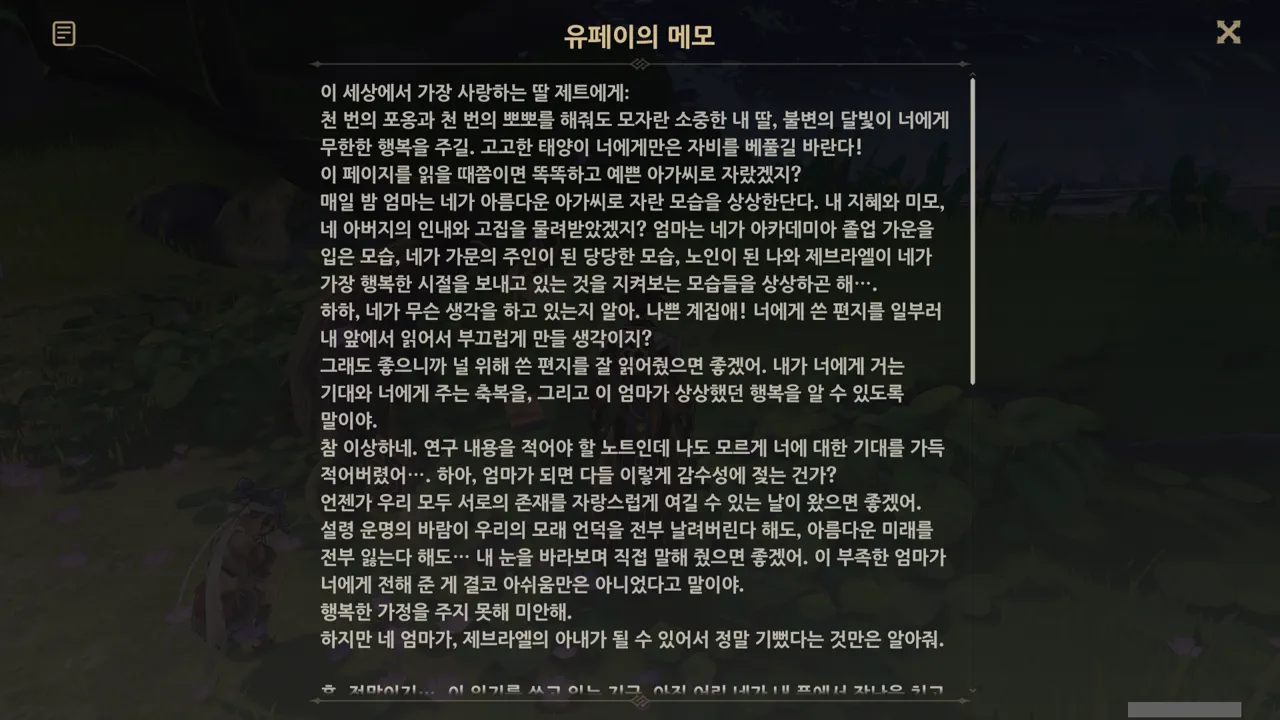 유페이의 메모
이 세상에서 가장 사랑하는 딸 제트에게:
천 번의 포옹과 천 번의 뽀뽀를 해줘도 모자란 소중한 내 딸, 불변의 달빛이 너에게
무한한 행복을 주길. 고고한 태양이 너에게만은 자비를 베풀길 바란다!
이 페이지를 읽을 때쯤이면 똑똑하고 예쁜 아가씨로 자랐겠지?
매일 밤 엄마는 네가 아름다운 아가씨로 자란 모습을 상상한단다. 내 지혜와 미모,
네 아버지의 인내와 고집을 물려받았겠지? 엄마는 네가 아카데미아 졸업 가운을
입은 모습, 네가 가문의 주인이 된 당당한 모습, 노인이 된 나와 제브라엘이 네가
가장 행복한 시절을 보내고 있는 것을 지켜보는 모습들을 상상하곤 해….
하하, 네가 무슨 생각을 하고 있는지 알아. 나쁜 계집애! 너에게 쓴 편지를 일부러
내 앞에서 읽어서 부끄럽게 만들 생각이지?
그래도 좋으니까 널 위해 쓴 편지를 잘 읽어줬으면 좋겠어. 내가 너에게 거는
기대와 너에게 주는 축복을, 그리고 이 엄마가 상상했던 행복을 알 수 있도록
말이야.
참 이상하네. 연구 내용을 적어야 할 노트인데 나도 모르게 너에 대한 기대를 가득
적어버렸어…. 하아, 엄마가 되면 다들 이렇게 감수성에 젖는 건가?
언젠가 우리 모두 서로의 존재를 자랑스럽게 여길 수 있는 날이 왔으면 좋겠어.
설령 운명의 바람이 우리의 모래 언덕을 전부 날려버린다 해도, 아름다운 미래를
전부 잃는다 해도… 내 눈을 바라보며 직접 말해 줬으면 좋겠어. 이 부족한 엄마가
너에게 전해 준 게 결코 아쉬움만은 아니었다고 말이야.
행복한 가정을 주지 못해 미안해.
하지만 네 엄마가, 제브라엘의 아내가 될 수 있어서 정말 기뻤다는 것만은 알아줘.